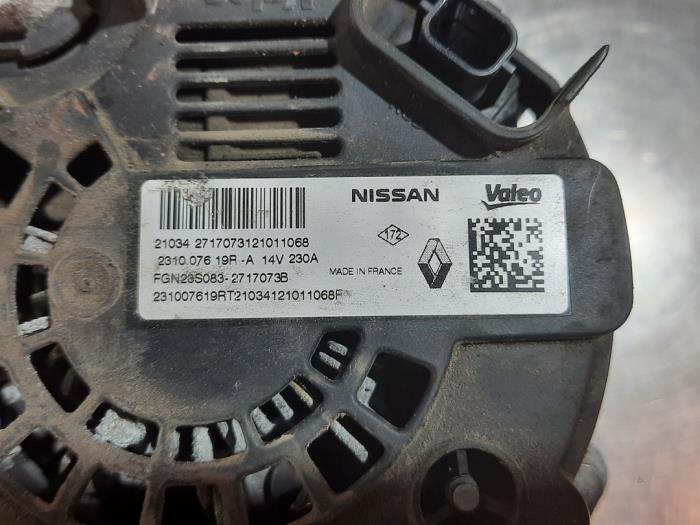 NISSAN Valeo
21034 2717073121011068
2310 076 19R -A 14V 230A
172
FGN23S083-2717073B
MADE IN FRANCE
231007619RT21034121011068F